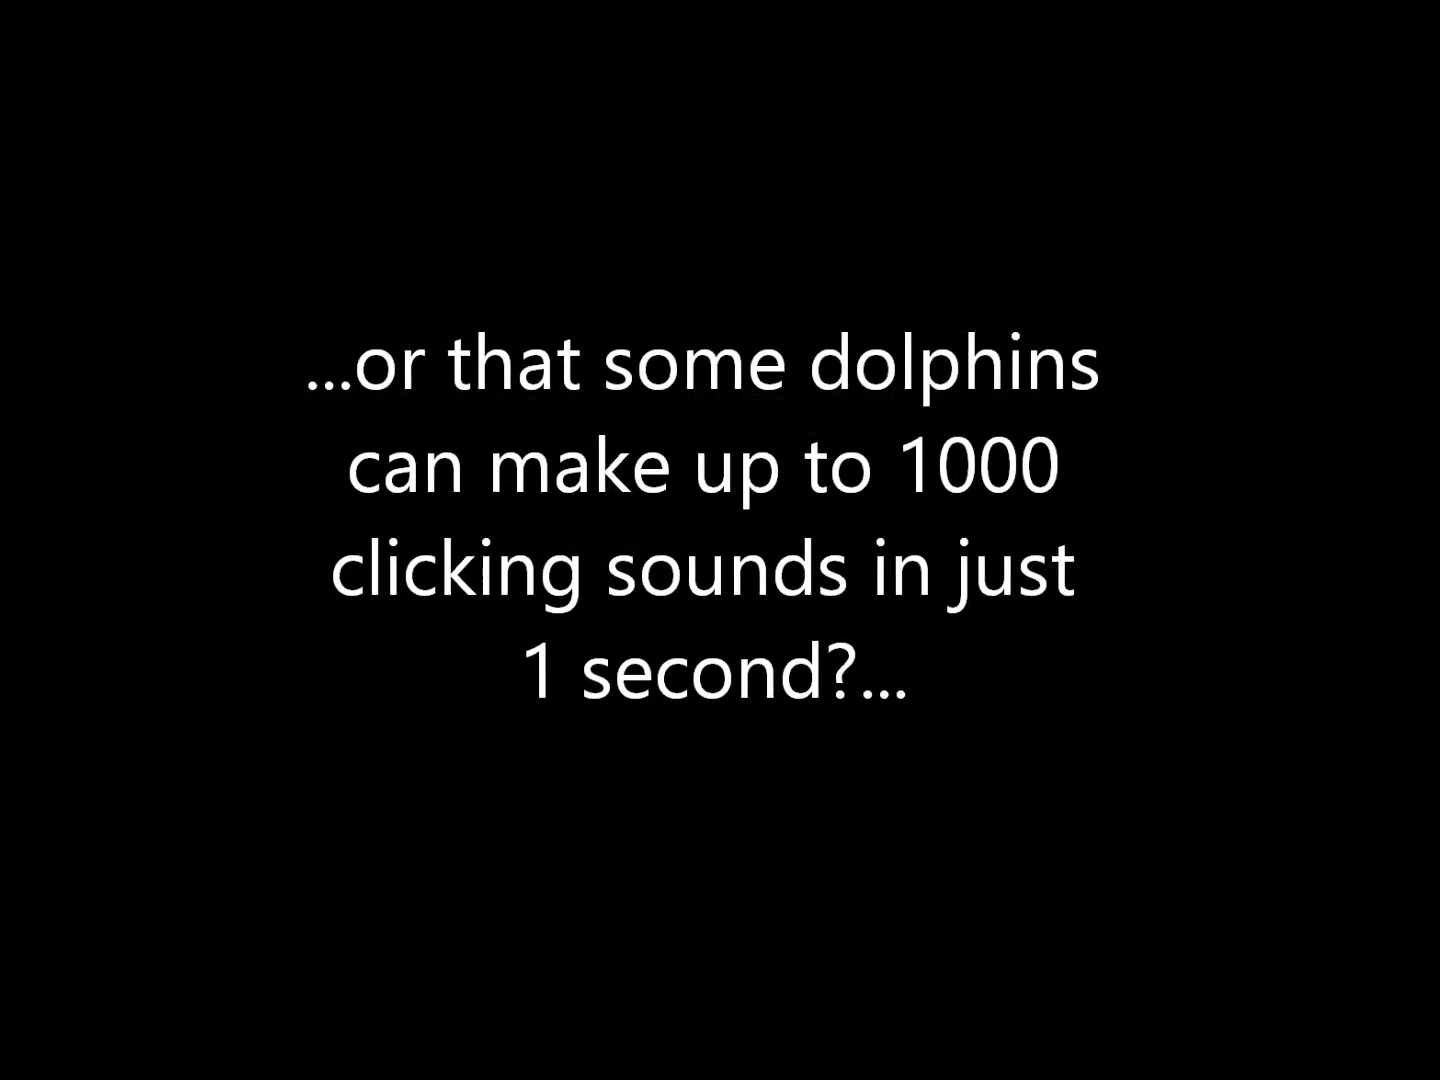 ...or that some dolphins
can make up to 1000
clicking sounds in just
1 second?...